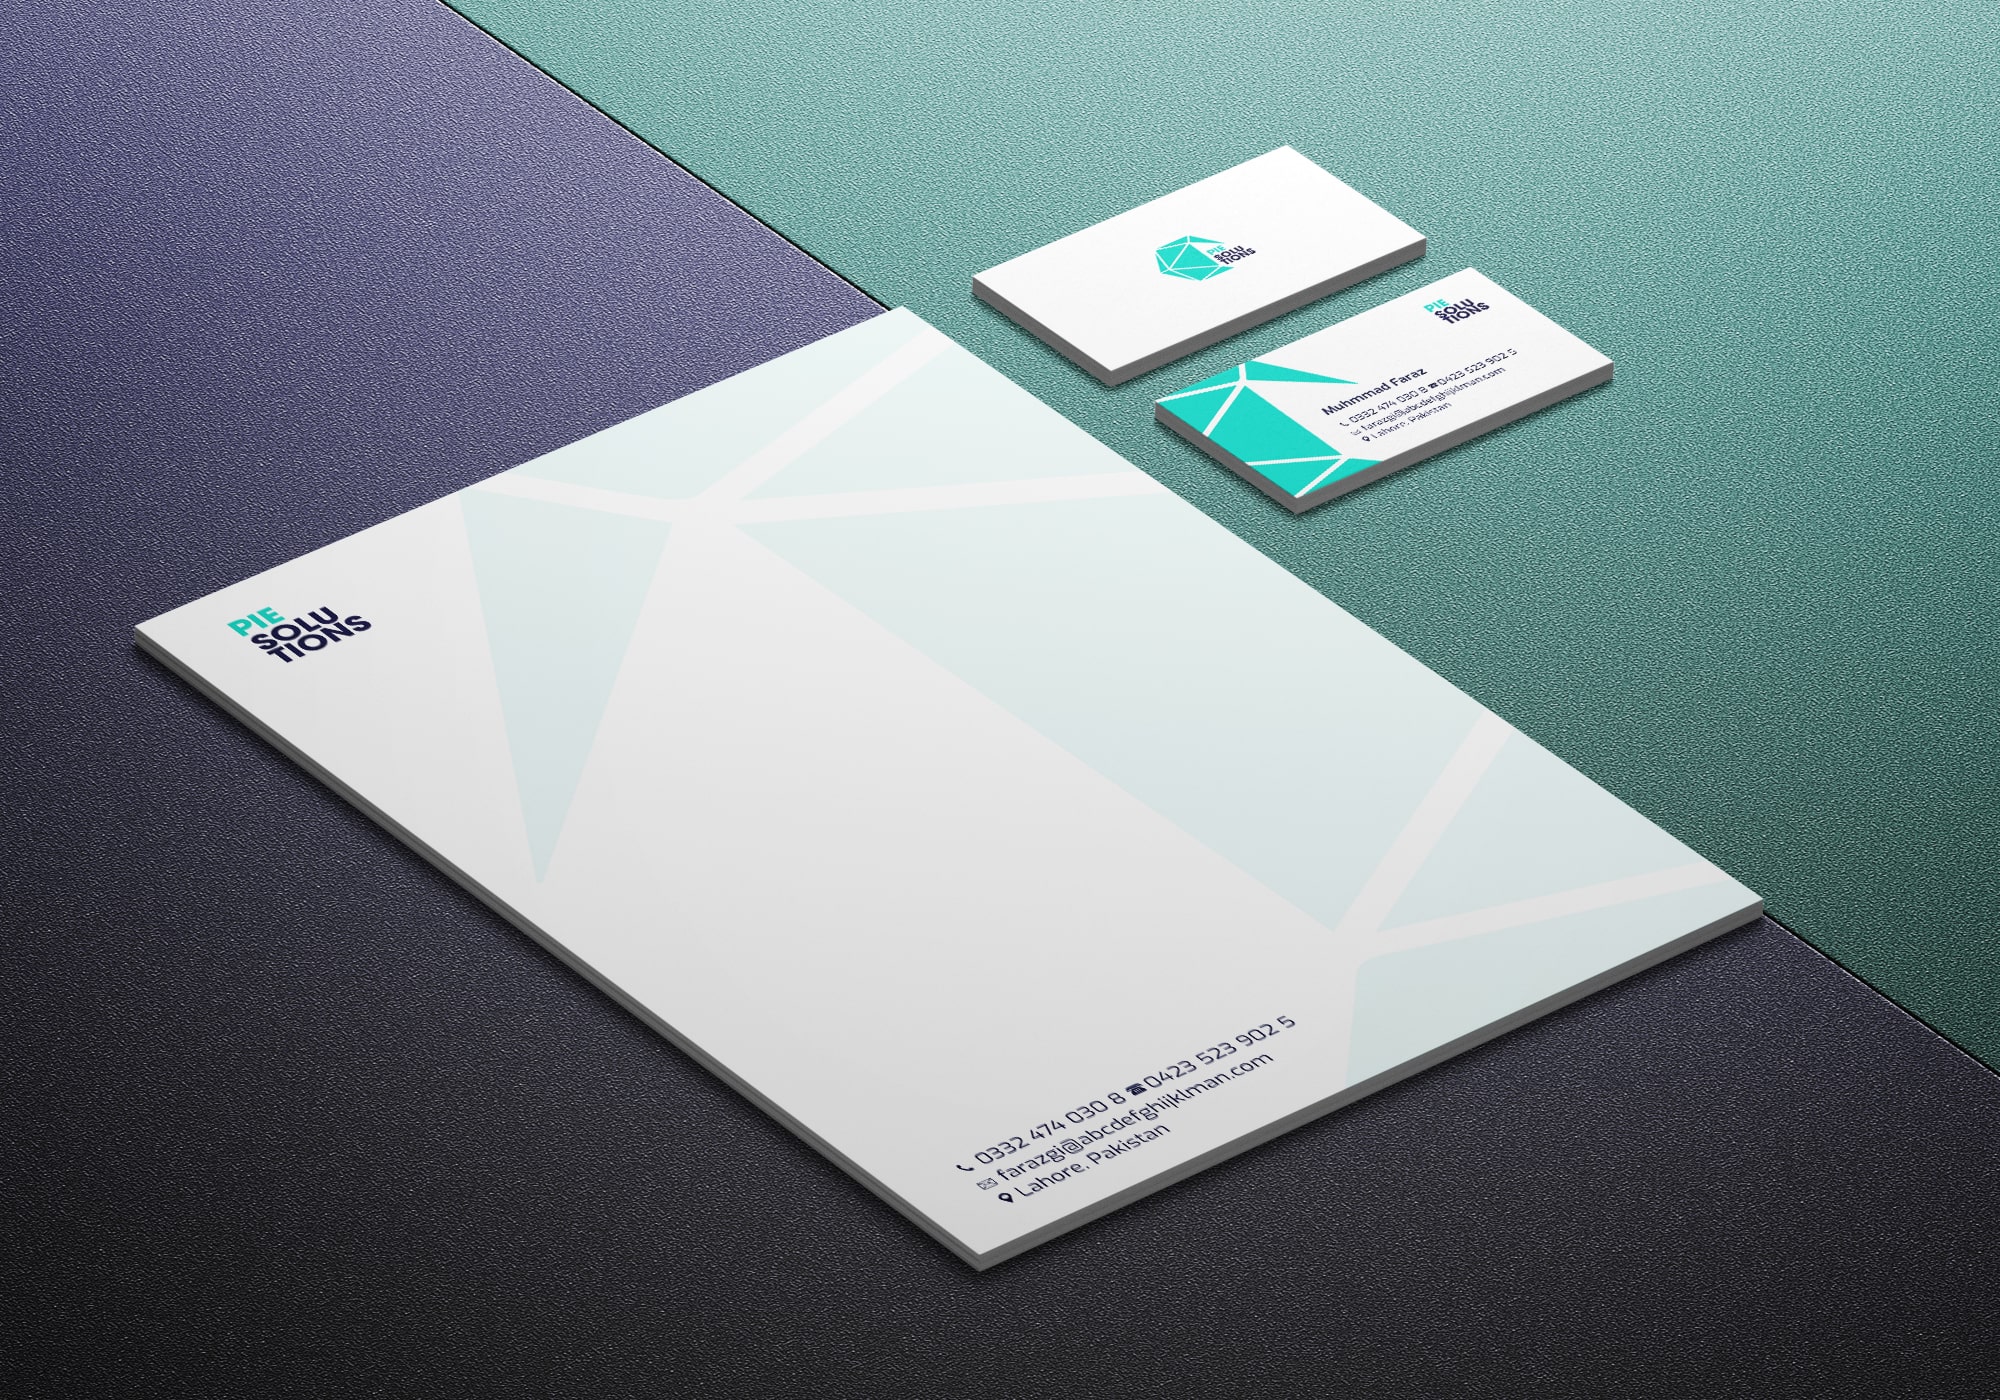 PIE
SOLU
TIONS
PIE
SOLU
TIONS
Muhmmad Faraz
0332 474 030 8 0423 523 902 5
farazgi@abcdefghijklman.com
Lahore, Pakistan
PIE
SOLU
TIONS
0332 474 030 8 0423 523 902 5
farazgi@abcdefghijklman.com
Lahore, Pakistan